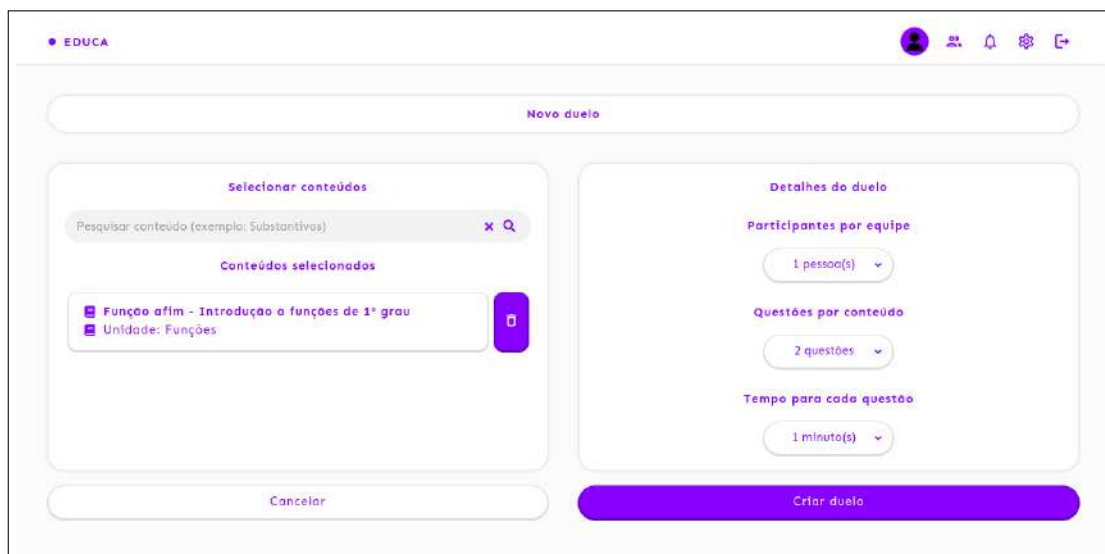 EDUCA
Novo duelo
Selecionar conteúdos
Pesquisar conteúdo (exemplo: Substantivos)
Conteúdos selecionados
Função afim - Introdução a funções de 1º grau
Unidade: Funções
Detalhes do duelo
Participantes por equipe
1 pessoa(s)
Questões por conteúdo
2 questões
Tempo para cada questão
1 minuto(s)
Cancelar
Criar duelo